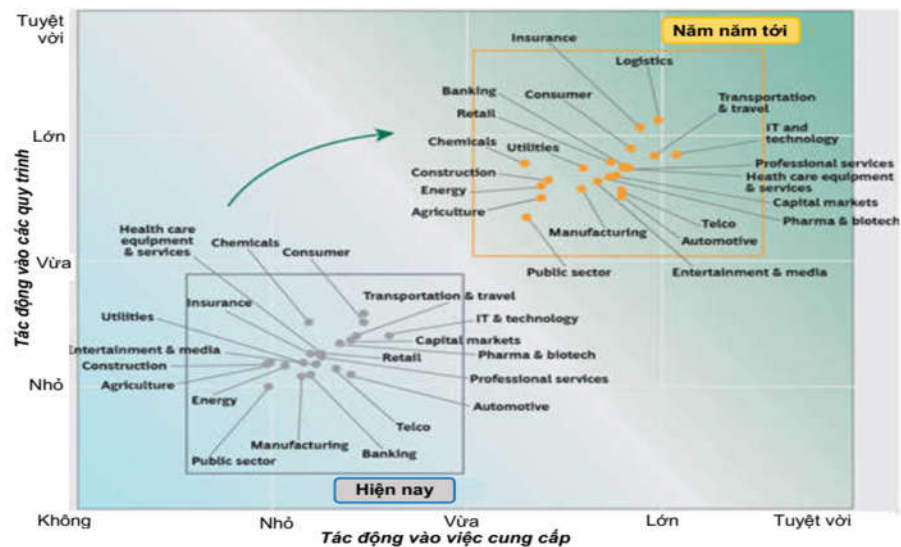 Tuyệt
vời
Năm năm tới
Insurance
Logistics
Banking
Consumer
Transportation
& travel
Retail
IT and
technology
Lớn
Chemicals
Utilities
Professional services
Construction
Heath care equipment
& services
Energy
Capital markets
Agriculture
Pharma & biotech
Manufacturing
Telco
Automotive
Public sector
Entertainment & media
Tác động vào các quy trình
Vừa
Health care
equipment
& services
Chemicals
Consumer
Transportation & travel
Insurance
Utilities
IT & technology
Capital markets
Entertainment & media
Retail
Pharma & biotech
Construction
Professional services
Agriculture
Nhỏ
Energy
Automotive
Telco
Manufacturing
Banking
Public sector
Hiện nay
Không
Nhỏ
Vừa
Lớn
Tuyệt vời
Tác động vào việc cung cấp